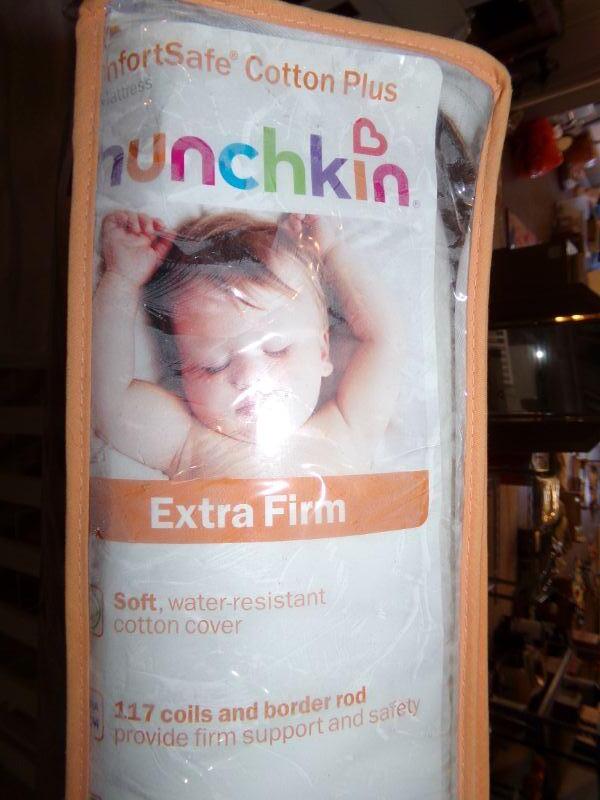 nfortSafe® Cotton Plus
Mattress
munchkin®
Extra Firm
Soft, water-resistant
cotton cover
117 coils and border rod
provide firm support and safety